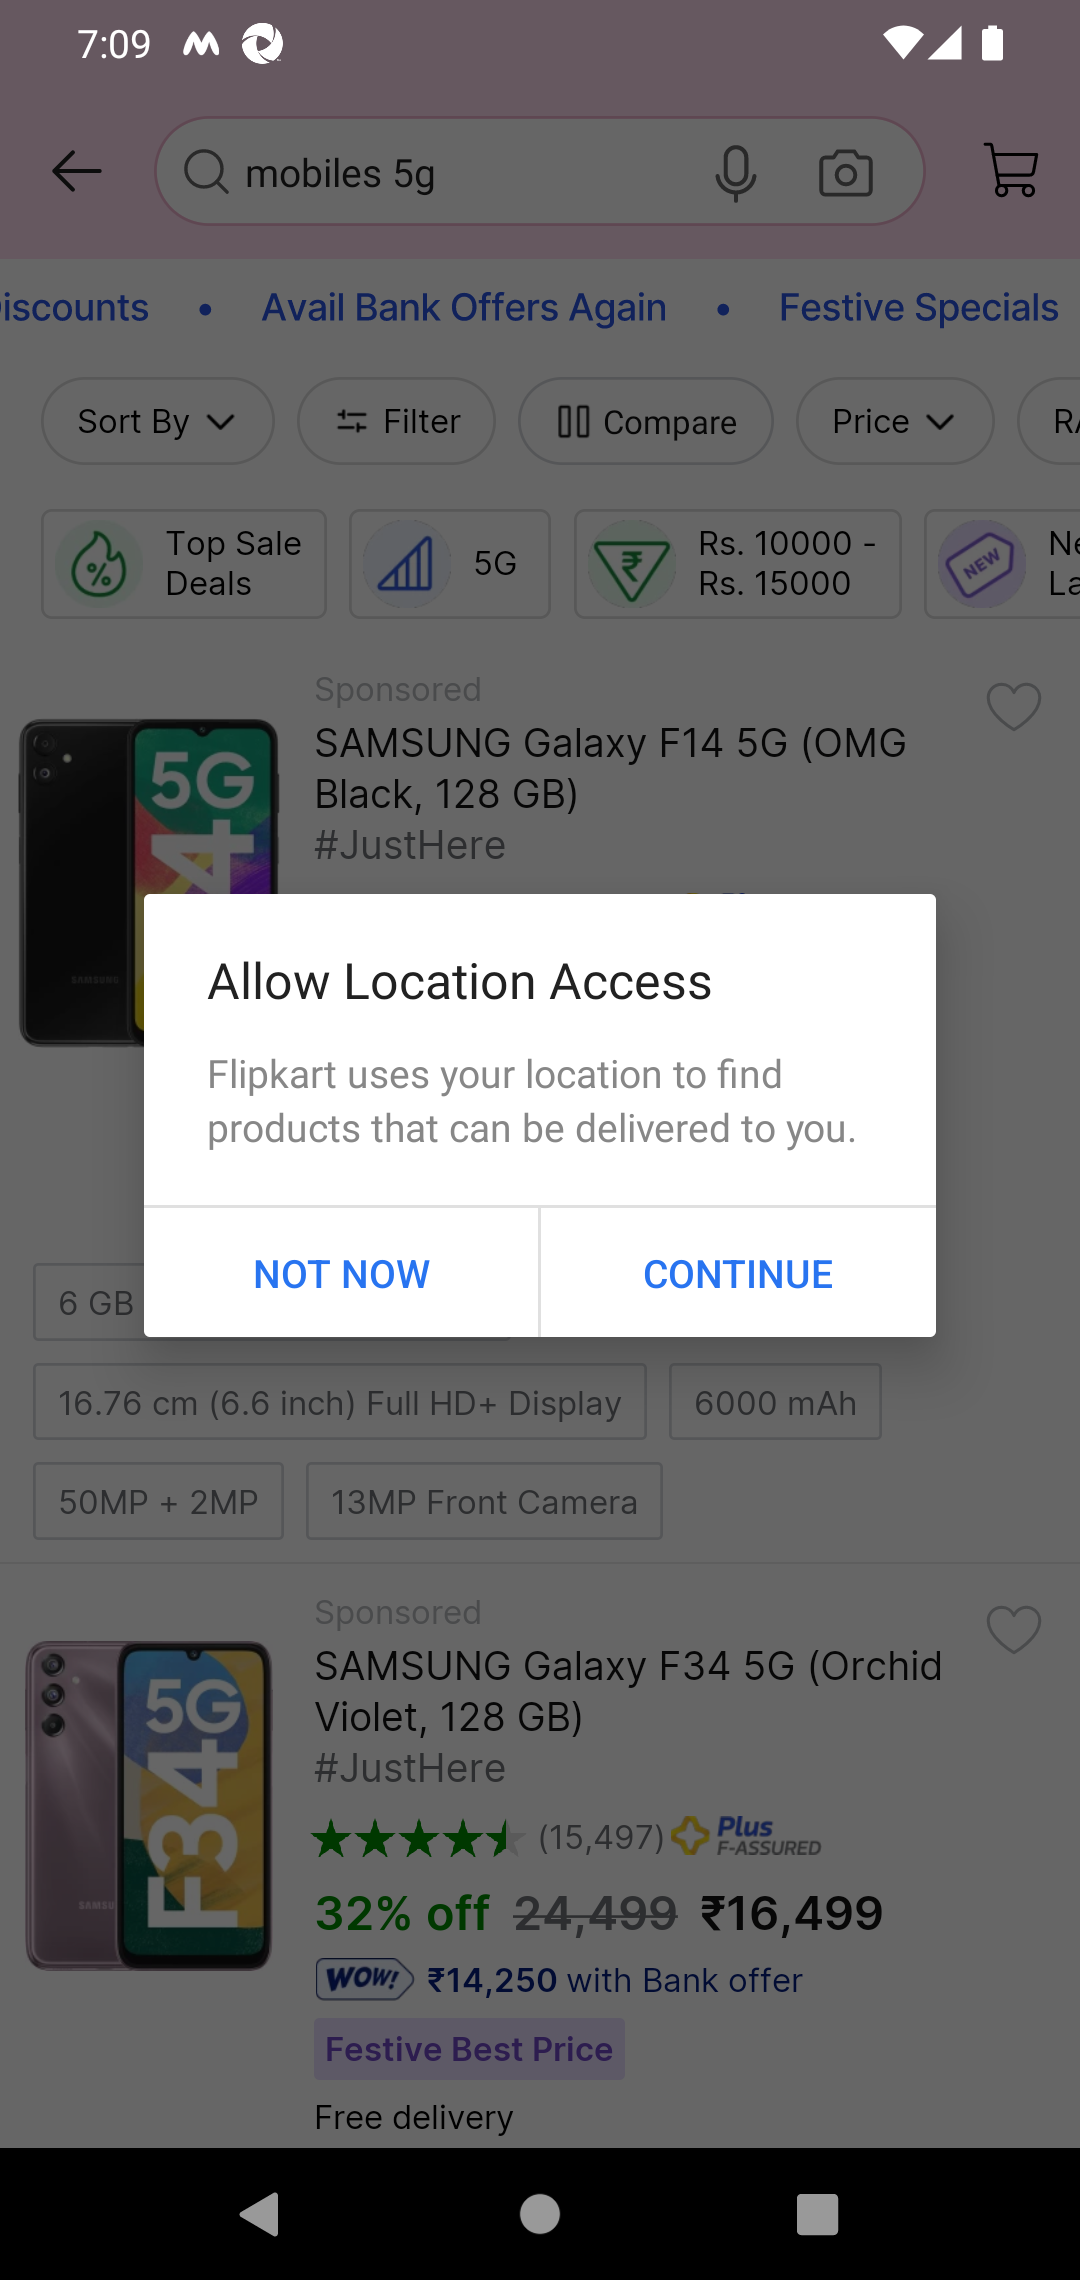 7:09
mobiles 5g
iscounts • Avail Bank Offers Again • Festive Specials
Sort By Filter Compare Price RA
Top Sale Deals
5G
Rs. 10000 - Rs. 15000
NEW
Sponsored
SAMSUNG Galaxy F14 5G (OMG
Black, 128 GB)
#JustHere
5G
SAMSUNG
Allow Location Access
Flipkart uses your location to find
products that can be delivered to you.
NOT NOW CONTINUE
6 GB
16.76 cm (6.6 inch) Full HD+ Display 6000 mAh
50MP + 2MP 13MP Front Camera
Sponsored
SAMSUNG Galaxy F34 5G (Orchid
Violet, 128 GB)
#JustHere
5G
F34
(15,497) Plus F-ASSURED
32% off 24,499 ₹16,499
WOW! ₹14,250 with Bank offer
Festive Best Price
Free delivery